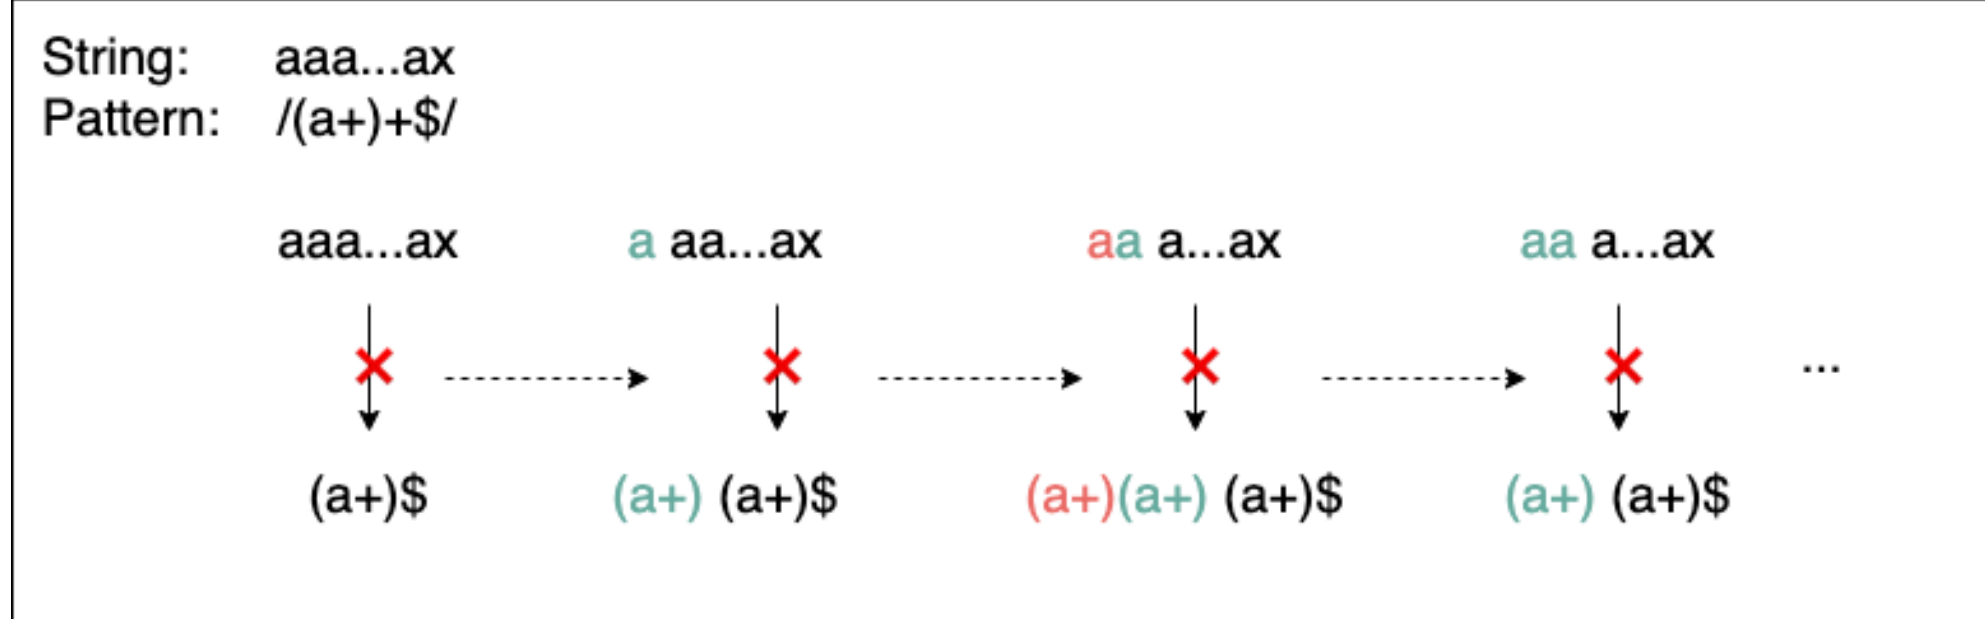 String: aaa...ax
Pattern: /(a+)+$/
aaa...ax a aa...ax aa a...ax aa a...ax
...
(a+)$ (a+) (a+)$ (a+)(a+) (a+)$ (a+) (a+)$